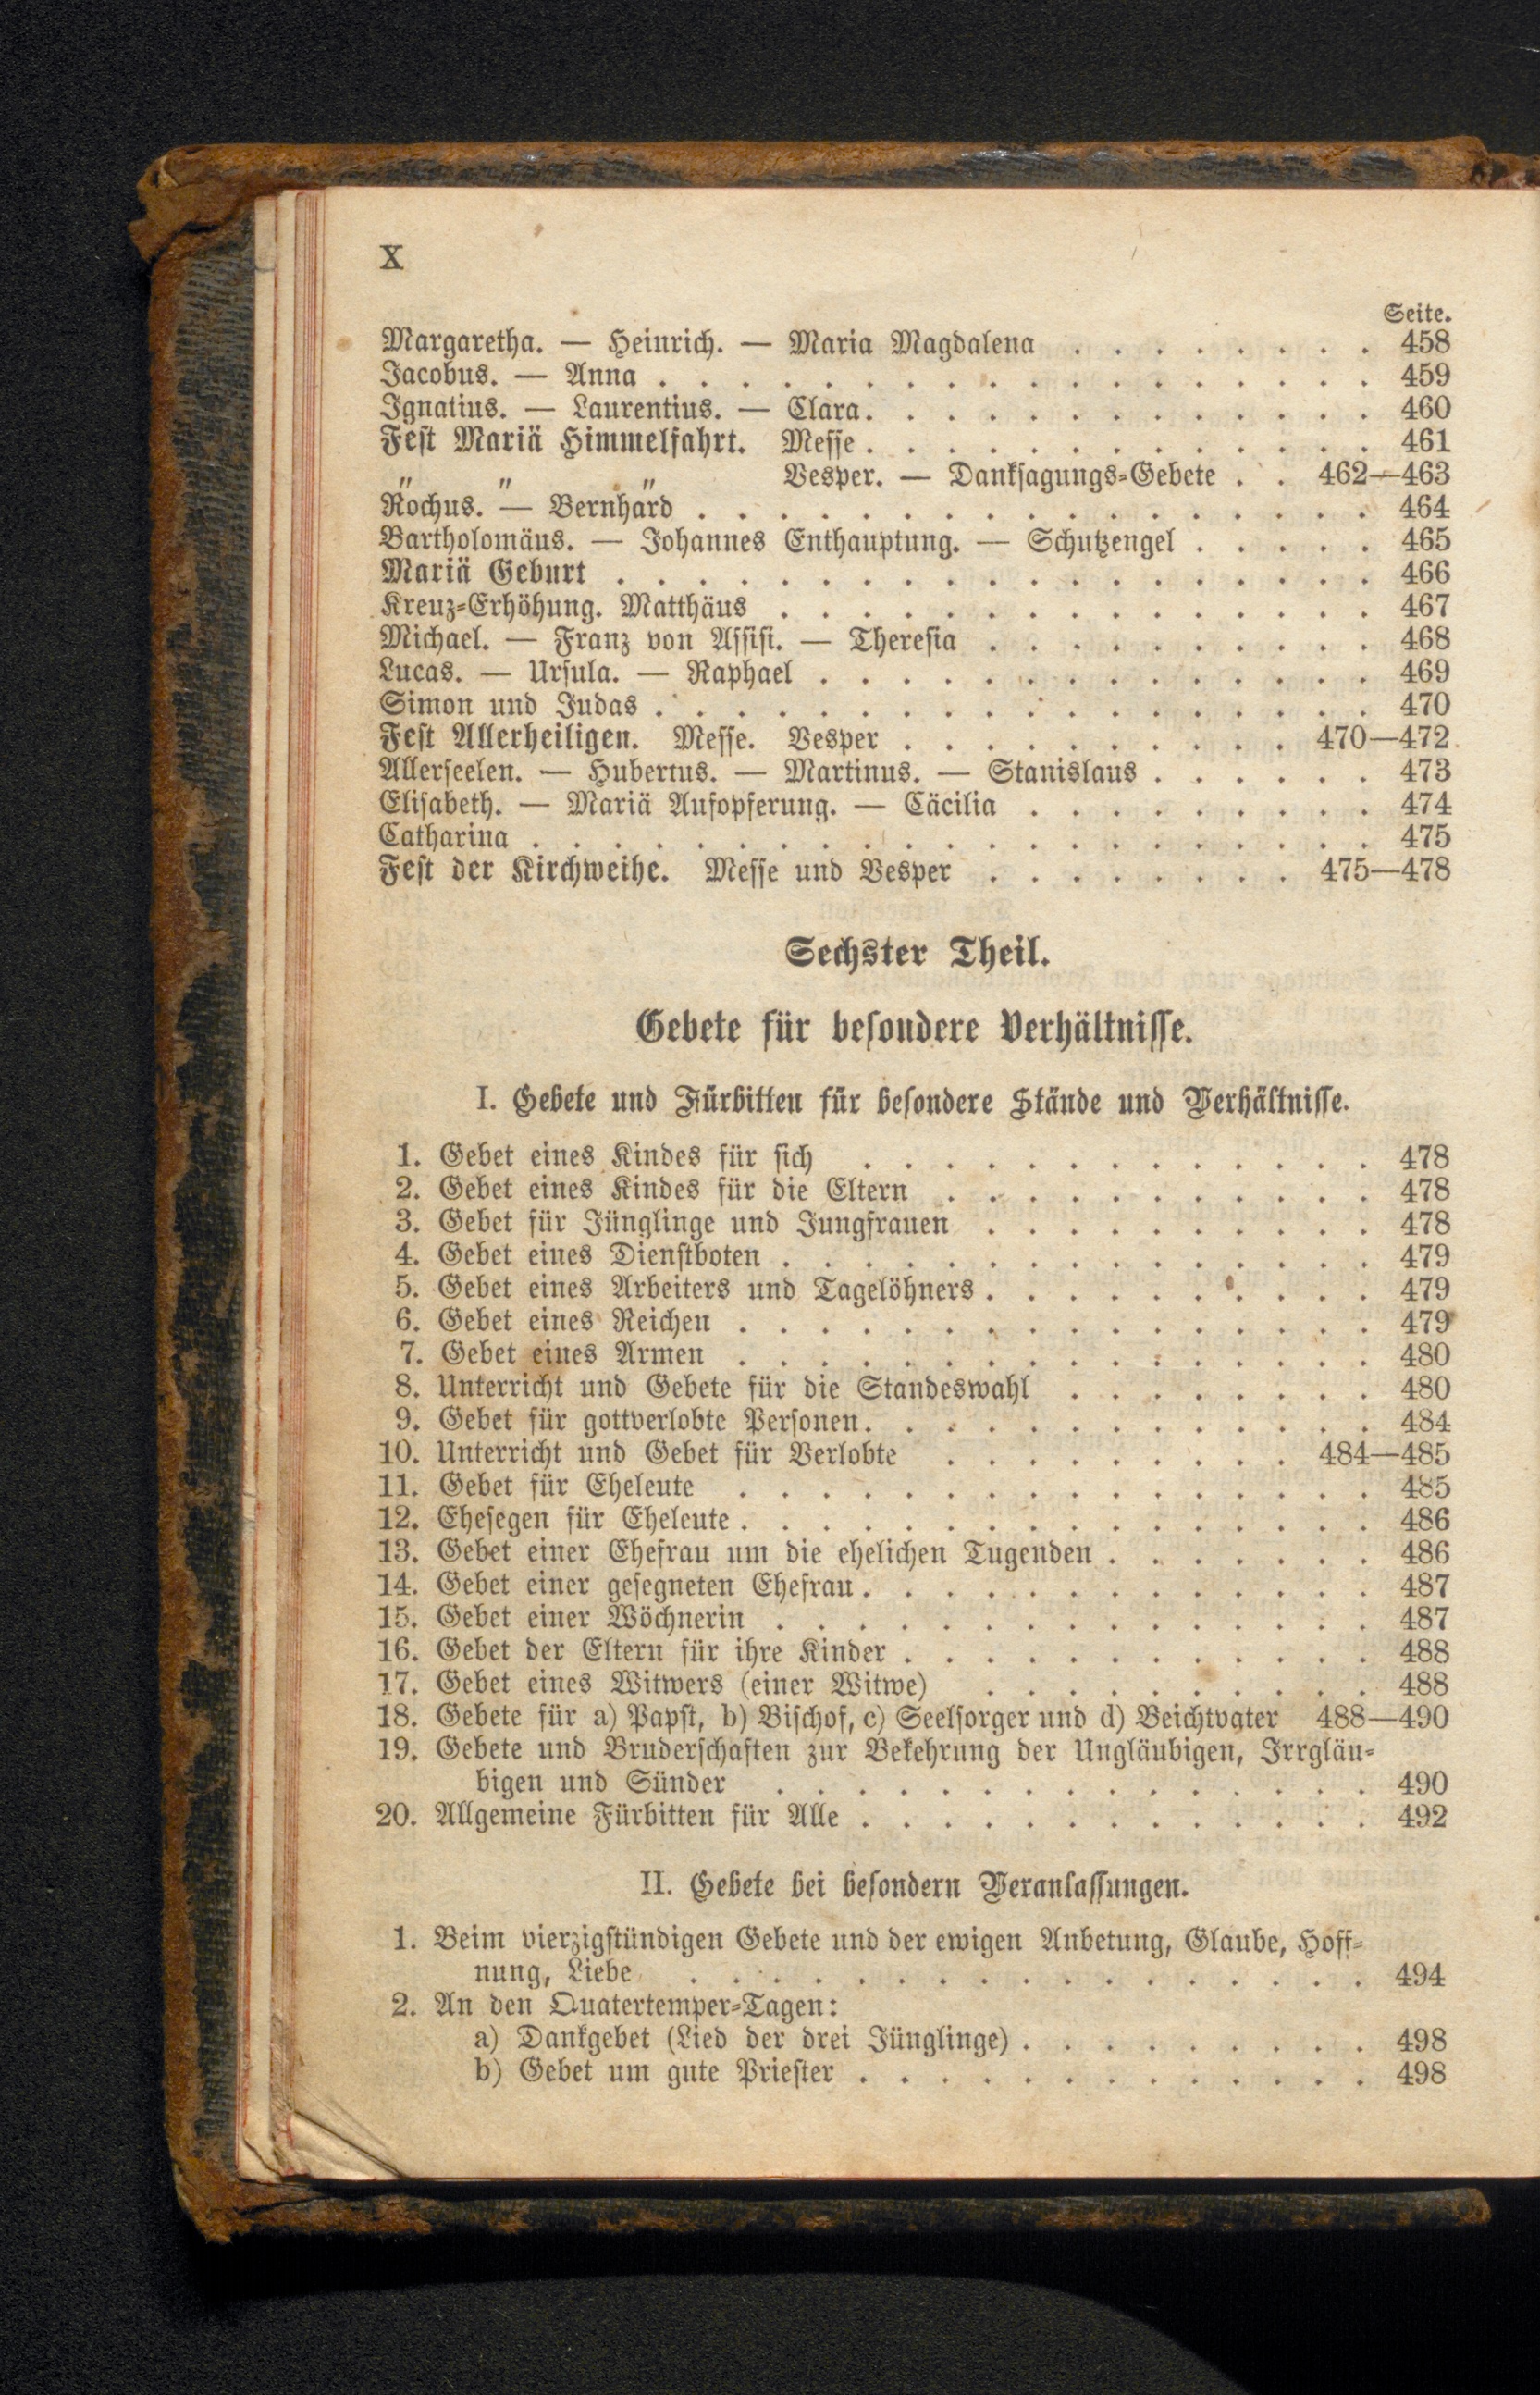 X
Seite.
Margaretha. — Heinrich. — Maria Magdalena . . . . . . . . 458
Jacobus. — Anna . . . . . . . . . . . . . . . . . . 459
Ignatius. — Laurentius. — Clara. . . . . . . . . . . . . 460
Fest Mariä Himmelfahrt. Messe . . . . . . . . . . . . . 461
" " " Vesper. — Danksagungs-Gebete . . 462—463
Rochus. — Bernhard . . . . . . . . . . . . . . . . . 464
Bartholomäus. — Johannes Enthauptung. — Schutzengel . . . . . 465
Mariä Geburt . . . . . . . . . . . . . . . . . . . 466
Kreuz-Erhöhung. Matthäus . . . . . . . . . . . . . . . 467
Michael. — Franz von Assisi. — Theresia . . . . . . . . . . 468
Lucas. — Ursula. — Raphael . . . . . . . . . . . . . . 469
Simon und Judas . . . . . . . . . . . . . . . . . . 470
Fest Allerheiligen. Messe. Vesper . . . . . . . . . . 470—472
Allerseelen. — Hubertus. — Martinus. — Stanislaus . . . . . . 473
Elisabeth. — Mariä Aufopferung. — Cäcilia . . . . . . . . . 474
Catharina . . . . . . . . . . . . . . . . . . . . . 475
Fest der Kirchweihe. Messe und Vesper . . . . . . . . 475—478
Sechster Theil.
Gebete für besondere Verhältnisse.
I. Gebete und Fürbitten für besondere Stände und Verhältnisse.
1. Gebet eines Kindes für sich . . . . . . . . . . . . . 478
2. Gebet eines Kindes für die Eltern . . . . . . . . . . . 478
3. Gebet für Jünglinge und Jungfrauen . . . . . . . . . . 478
4. Gebet eines Dienstboten . . . . . . . . . . . . . . . 479
5. Gebet eines Arbeiters und Tagelöhners . . . . . . . . . . 479
6. Gebet eines Reichen . . . . . . . . . . . . . . . . 479
7. Gebet eines Armen . . . . . . . . . . . . . . . . 480
8. Unterricht und Gebete für die Standeswahl . . . . . . . . 480
9. Gebet für gottverlobte Personen. . . . . . . . . . . . . 484
10. Unterricht und Gebet für Verlobte . . . . . . . . . 484—485
11. Gebet für Eheleute . . . . . . . . . . . . . . . . 485
12. Ehesegen für Eheleute . . . . . . . . . . . . . . . . 486
13. Gebet einer Ehefrau um die ehelichen Tugenden . . . . . . . 486
14. Gebet einer gesegneten Ehefrau . . . . . . . . . . . . . 487
15. Gebet einer Wöchnerin . . . . . . . . . . . . . . . 487
16. Gebet der Eltern für ihre Kinder . . . . . . . . . . . . 488
17. Gebet eines Witwers (einer Witwe) . . . . . . . . . . 488
18. Gebete für a) Papst, b) Bischof, c) Seelsorger und d) Beichtvater 488—490
19. Gebete und Bruderschaften zur Bekehrung der Ungläubigen, Irrgläu-
bigen und Sünder . . . . . . . . . . . . . . . 490
20. Allgemeine Fürbitten für Alle . . . . . . . . . . . . . 492
II. Gebete bei besondern Veranlassungen.
1. Beim vierzigstündigen Gebete und der ewigen Anbetung, Glaube, Hoff-
nung, Liebe . . . . . . . . . . . . . . . . . 494
2. An den Quatertemper-Tagen:
a) Dankgebet (Lied der drei Jünglinge) . . . . . . . . . 498
b) Gebet um gute Priester . . . . . . . . . . . . . 498